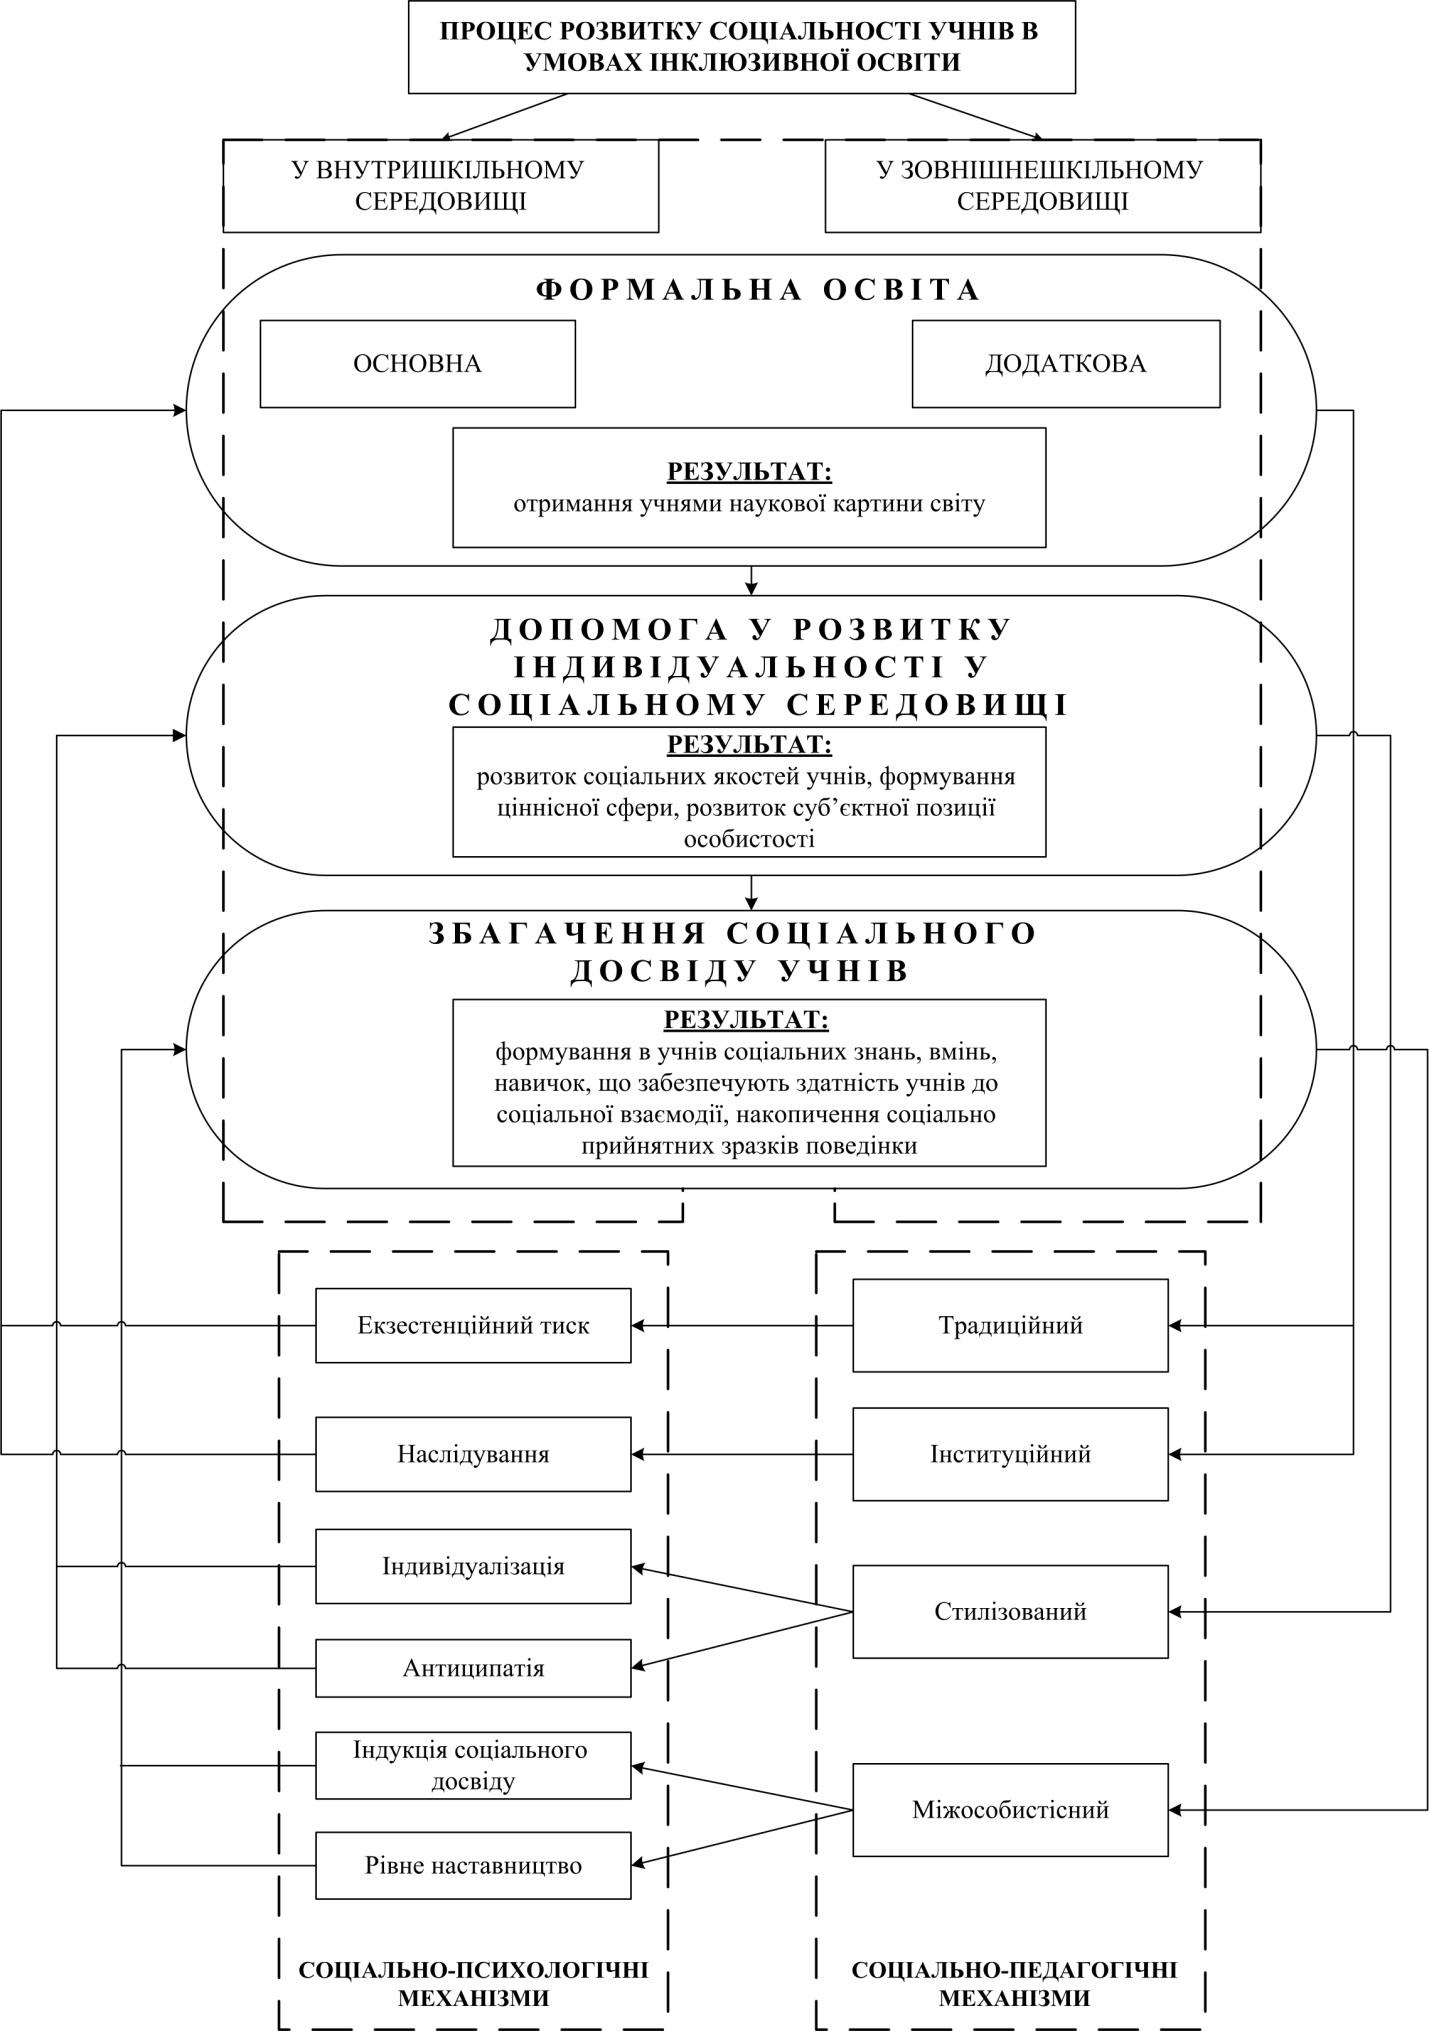 ПРОЦЕС РОЗВИТКУ СОЦІАЛЬНОСТІ УЧНІВ В
УМОВАХ ІНКЛЮЗИВНОЇ ОСВІТИ
У ВНУТРИШКІЛЬНОМУ
СЕРЕДОВИЩІ
У ЗОВНІШНЕШКІЛЬНОМУ
СЕРЕДОВИЩІ
ФОРМАЛЬНА ОСВІТА
ОСНОВНА
ДОДАТКОВА
РЕЗУЛЬТАТ:
отримання учнями наукової картини світу
ДОПОМОГА У РОЗВИТКУ
ІНДИВІДУАЛЬНОСТІ У
СОЦІАЛЬНОМУ СЕРЕДОВИЩІ
РЕЗУЛЬТАТ:
розвиток соціальних якостей учнів, формування
ціннісної сфери, розвиток суб’єктної позиції
особистості
ЗБАГАЧЕННЯ СОЦІАЛЬНОГО
ДОСВІДУ УЧНІВ
РЕЗУЛЬТАТ:
формування в учнів соціальних знань, вмінь,
навичок, що забезпечують здатність учнів до
соціальної взаємодії, накопичення соціально
прийнятних зразків поведінки
Екзестенційний тиск
Традиційний
Наслідування
Інституційний
Індивідуалізація
Стилізований
Антиципатія
Індукція соціального
досвіду
Міжособистісний
Рівне наставництво
СОЦІАЛЬНО-ПСИХОЛОГІЧНІ
МЕХАНІЗМИ
СОЦІАЛЬНО-ПЕДАГОГІЧНІ
МЕХАНІЗМИ